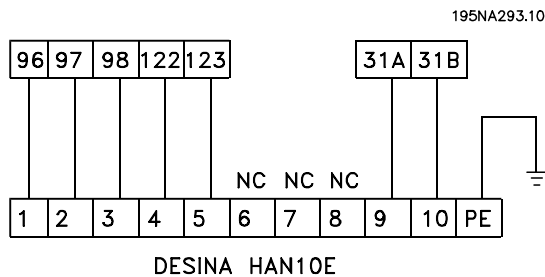 195NA293.10
96 97 98 122 123 31A 31B
NC NC NC
1 2 3 4 5 6 7 8 9 10 PE
DESINA HAN10E